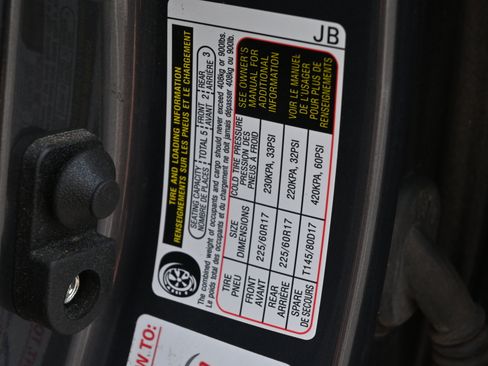 JB
TIRE AND LOADING INFORMATION
RENSEIGNEMENTS SUR LES PNEUS ET LE CHARGEMENT
SEATING CAPACITY TOTAL 5 FRONT 2 REAR 3
NOMBRE DE PLACES AVANT ARRIÈRE
The combined weight of occupants and cargo should never exceed 408kg or 900lbs.
Le poids total des occupants et du chargement ne doit jamais dépasser 408kg ou 900lb.
TIRE SIZE COLD TIRE PRESSURE
PNEU DIMENSIONS PRESSION DES PNEUS À FROID
FRONT
AVANT 225/60R17 230KPA, 33PSI
REAR
ARRIÈRE 225/60R17 220KPA, 32PSI
SPARE
DE SECOURS T145/80D17 420KPA, 60PSI
SEE OWNER'S
MANUAL FOR
ADDITIONAL
INFORMATION
VOIR LE MANUEL
DE L'USAGER
POUR PLUS DE
RENSEIGNEMENTS
TO: